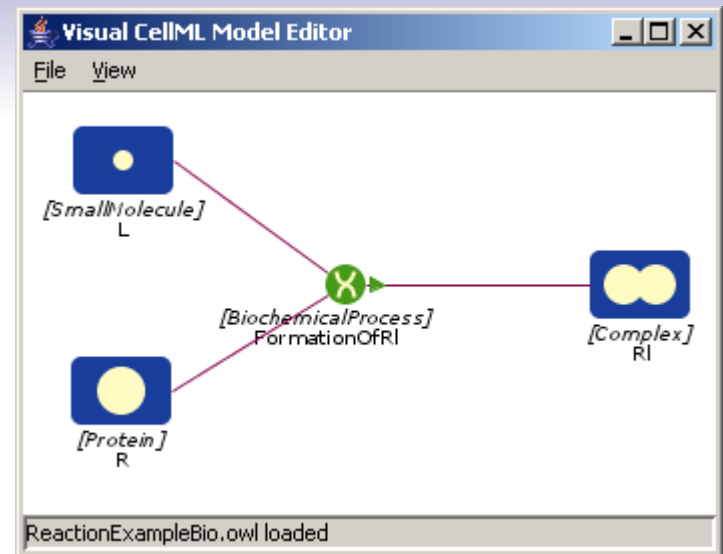 Visual CellML Model Editor
File View
[SmallMolecule]
L
[BiochemicalProcess]
FormationOfRl
[Complex]
Rl
[Protein]
R
ReactionExampleBio.owl loaded